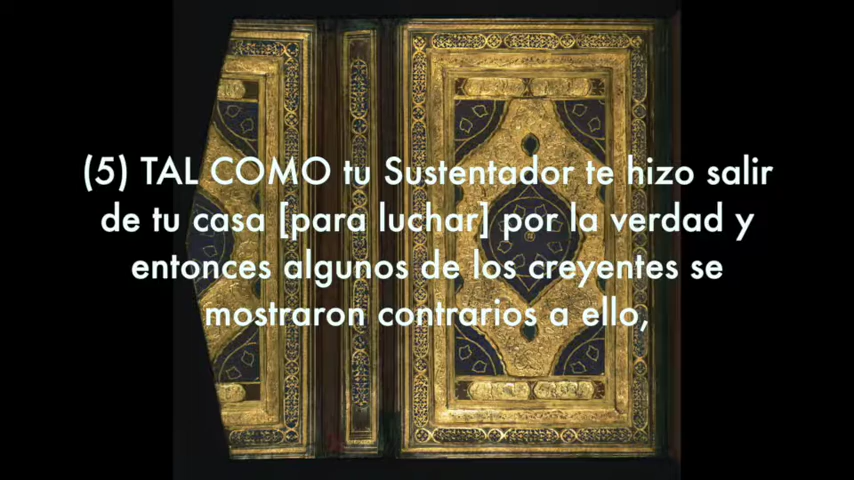 (5) TAL COMO tu Sustentador te hizo salir
de tu casa [para luchar] por la verdad y
entonces algunos de los creyentes se
mostraron contrarios a ello,